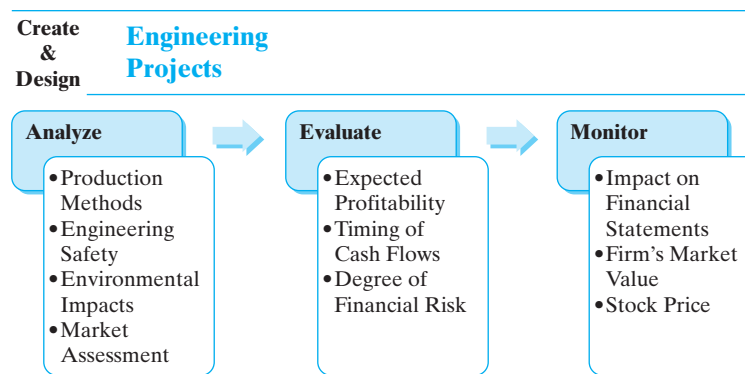 Create
&
Design
Engineering
Projects
Analyze
•Production
Methods
•Engineering
Safety
•Environmental
Impacts
•Market
Assessment
Evaluate
•Expected
Profitability
•Timing of
Cash Flows
•Degree of
Financial Risk
Monitor
•Impact on
Financial
Statements
•Firm's Market
Value
•Stock Price